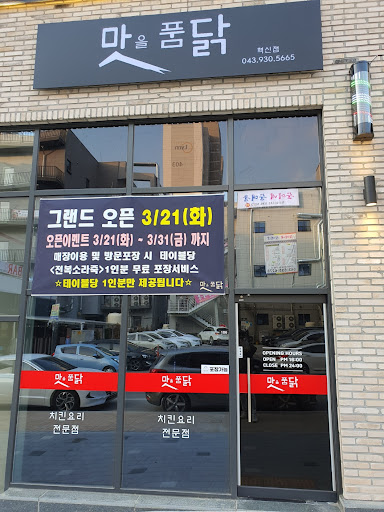 맛을 품닭
혁신점
043.930.5665
그랜드 오픈 3/21(화)
오픈이벤트 3/21(화) - 3/31(금) 까지
매장이용 및 방문포장 시 테이블당
<전복소라죽>1인분 무료 포장서비스
☆테이블당 1인분만 제공됩니다☆
맛을품닭
OPENING HOURS
OPEN PM 16:00
CLOSE PM 24:00
포장가능
맛을품닭
맛을품닭
맛을품닭
치킨요리
전문점
치킨요리
전문점